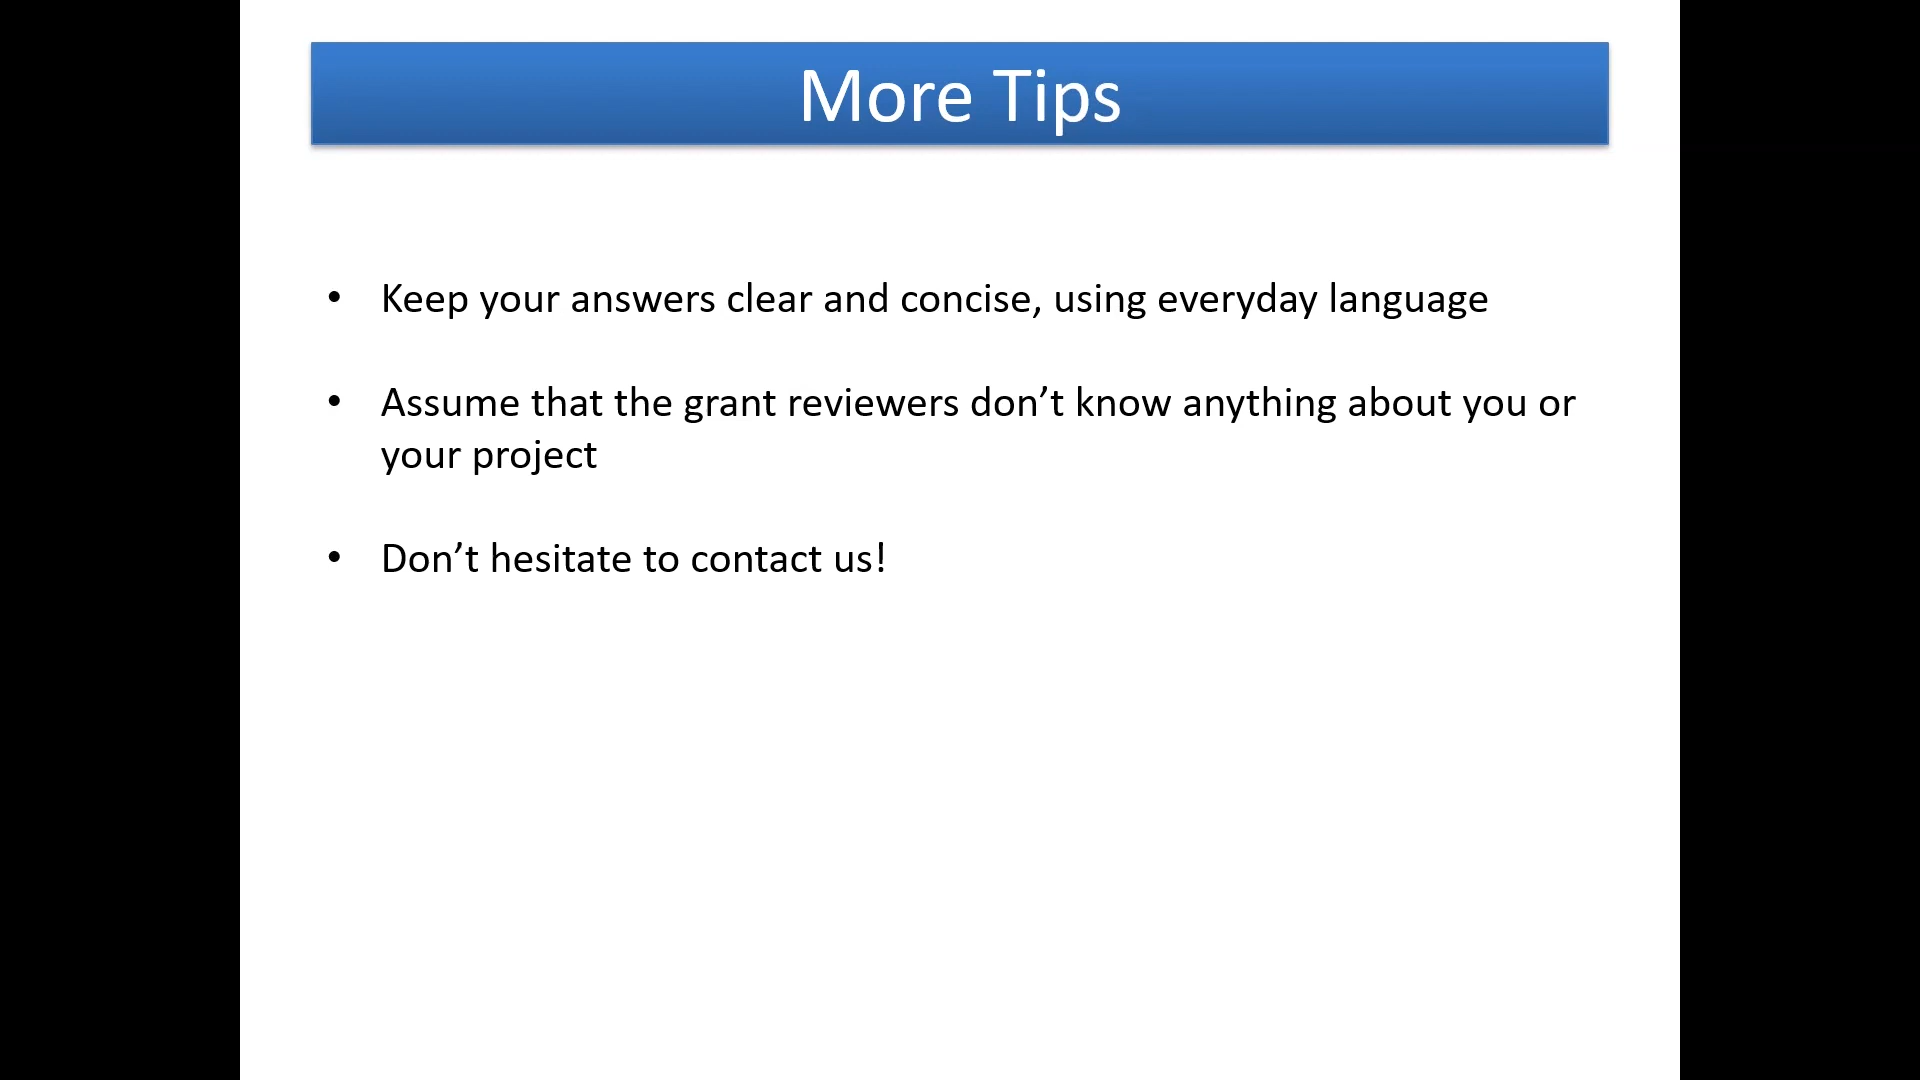 More Tips
• Keep your answers clear and concise, using everyday language
• Assume that the grant reviewers don’t know anything about you or
your project
• Don’t hesitate to contact us!